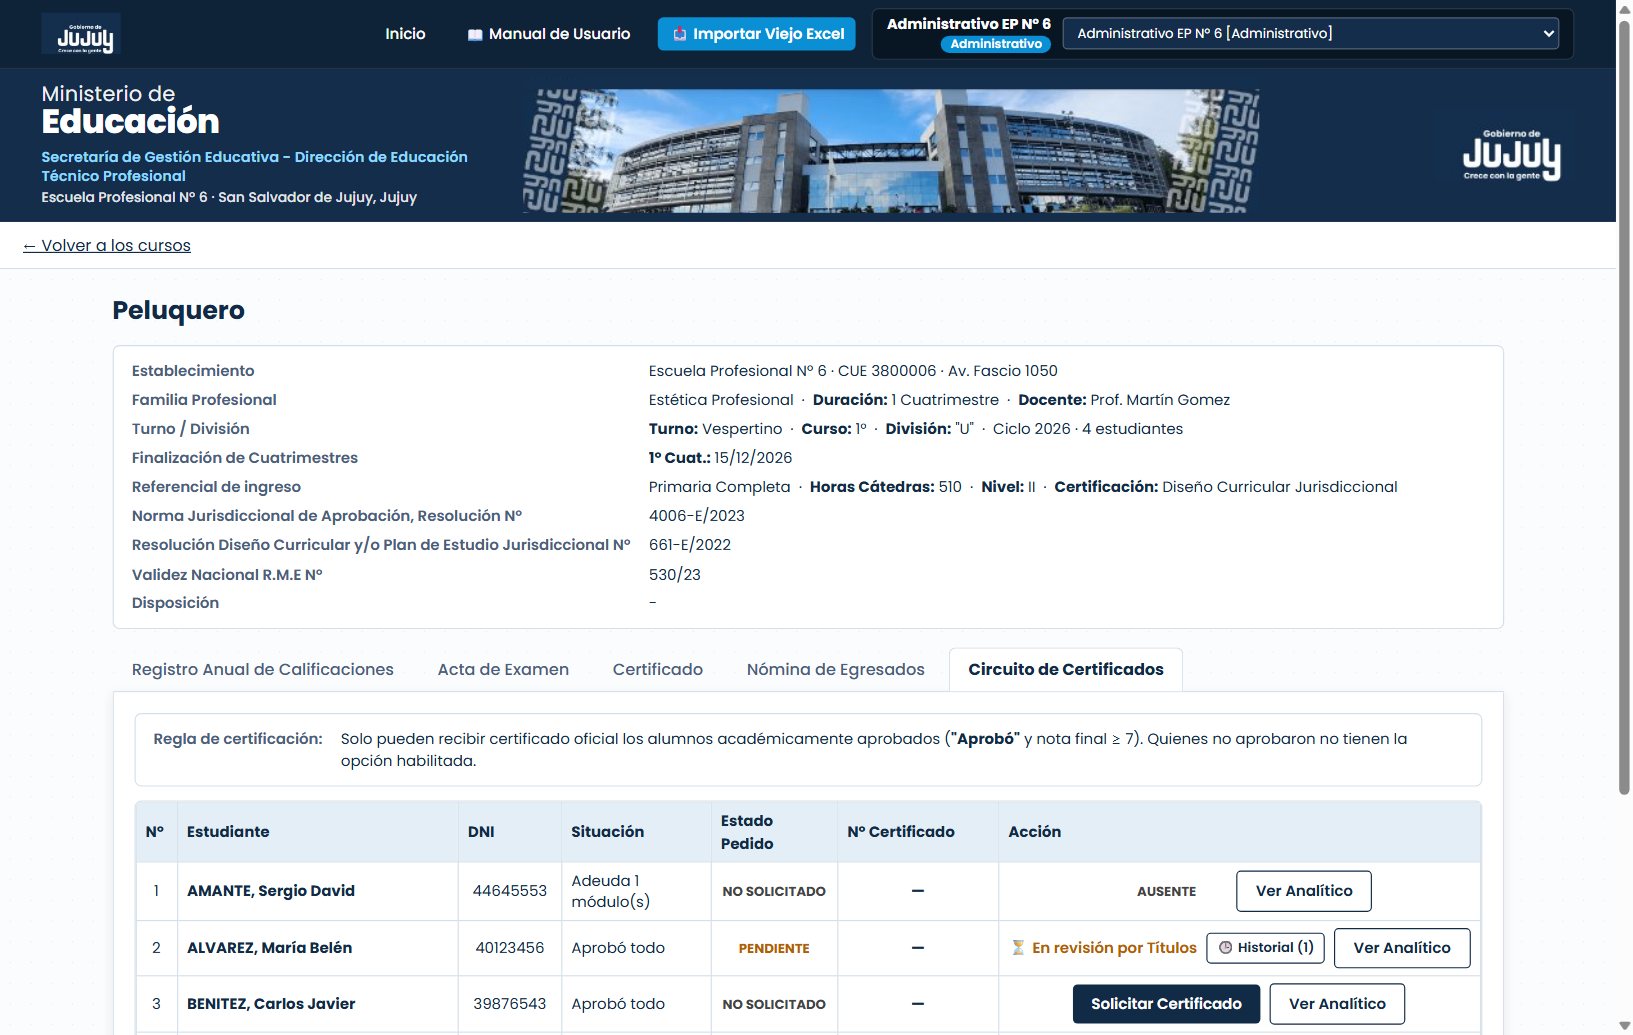 Gobierno de
JUJUY
Crece con la gente
Inicio
Manual de Usuario
Importar Viejo Excel
Administrativo EP Nº 6
Administrativo
Administrativo EP Nº 6 [Administrativo]
Ministerio de
Educación
Secretaría de Gestión Educativa - Dirección de Educación
Técnico Profesional
Escuela Profesional Nº 6 · San Salvador de Jujuy, Jujuy
Gobierno de
JUJUY
Crece con la gente
← Volver a los cursos
Peluquero
Establecimiento Escuela Profesional Nº 6 · CUE 3800006 · Av. Fascio 1050
Familia Profesional Estética Profesional · Duración: 1 Cuatrimestre · Docente: Prof. Martín Gomez
Turno / División Turno: Vespertino · Curso: 1º · División: "U" · Ciclo 2026 · 4 estudiantes
Finalización de Cuatrimestres 1º Cuat.: 15/12/2026
Referencial de ingreso Primaria Completa · Horas Cátedras: 510 · Nivel: II · Certificación: Diseño Curricular Jurisdiccional
Norma Jurisdiccional de Aprobación, Resolución Nº 4006-E/2023
Resolución Diseño Curricular y/o Plan de Estudio Jurisdiccional Nº 661-E/2022
Validez Nacional R.M.E Nº 530/23
Disposición -
Registro Anual de Calificaciones Acta de Examen Certificado Nómina de Egresados Circuito de Certificados
Regla de certificación: Solo pueden recibir certificado oficial los alumnos académicamente aprobados ("Aprobó" y nota final ≥ 7). Quienes no aprobaron no tienen la
opción habilitada.
Nº Estudiante DNI Situación Estado Pedido Nº Certificado Acción
1 AMANTE, Sergio David 44645553 Adeuda 1 módulo(s) NO SOLICITADO — AUSENTE Ver Analítico
2 ALVAREZ, María Belén 40123456 Aprobó todo PENDIENTE — En revisión por Títulos Historial (1) Ver Analítico
3 BENITEZ, Carlos Javier 39876543 Aprobó todo NO SOLICITADO — Solicitar Certificado Ver Analítico